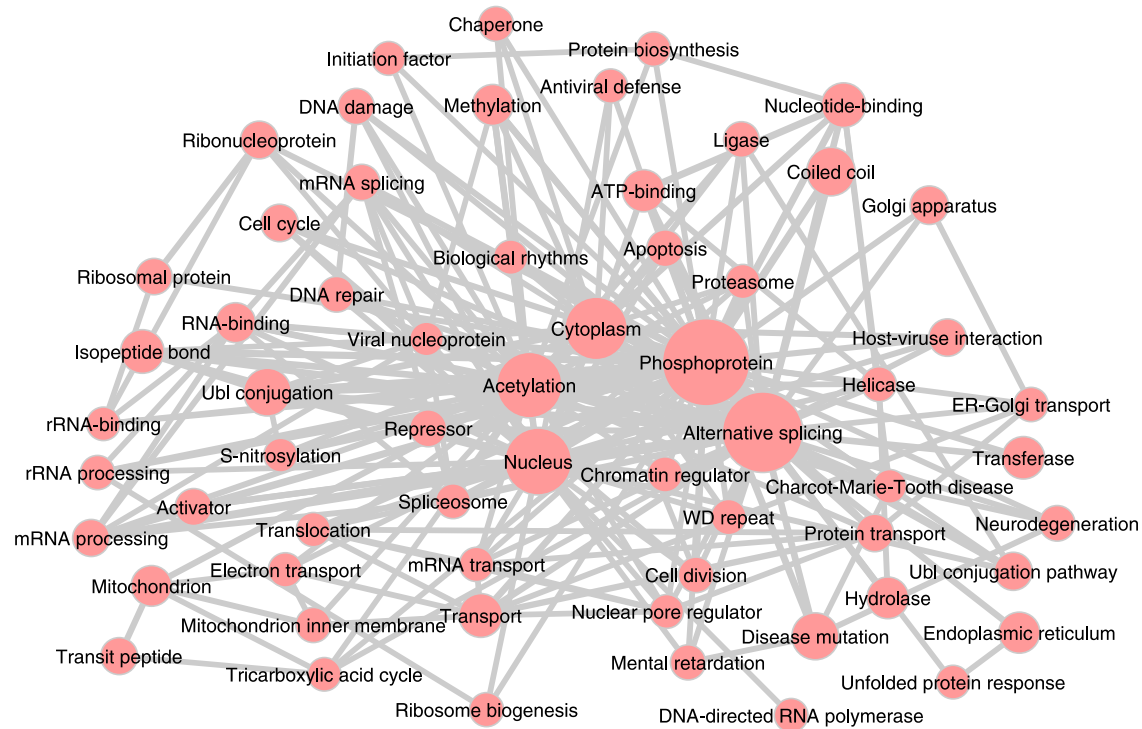 Chaperone
Initiation factor
Protein biosynthesis
Antiviral defense
DNA damage
Methylation
Nucleotide-binding
Ribonucleoprotein
Ligase
mRNA splicing
ATP-binding
Coiled coil
Golgi apparatus
Cell cycle
Biological rhythms
Apoptosis
Ribosomal protein
DNA repair
Proteasome
RNA-binding
Viral nucleoprotein
Cytoplasm
Host-viruse interaction
Isopeptide bond
Phosphoprotein
Ubl conjugation
Acetylation
Helicase
ER-Golgi transport
rRNA-binding
Repressor
Alternative splicing
S-nitrosylation
Nucleus
Transferase
rRNA processing
Chromatin regulator
Charcot-Marie-Tooth disease
Activator
Spliceosome
WD repeat
Neurodegeneration
mRNA processing
Translocation
Protein transport
Mitochondrion
Electron transport
mRNA transport
Cell division
Ubl conjugation pathway
Hydrolase
Mitochondrion inner membrane
Transport
Nuclear pore regulator
Disease mutation
Endoplasmic reticulum
Transit peptide
Tricarboxylic acid cycle
Mental retardation
Unfolded protein response
Ribosome biogenesis
DNA-directed RNA polymerase